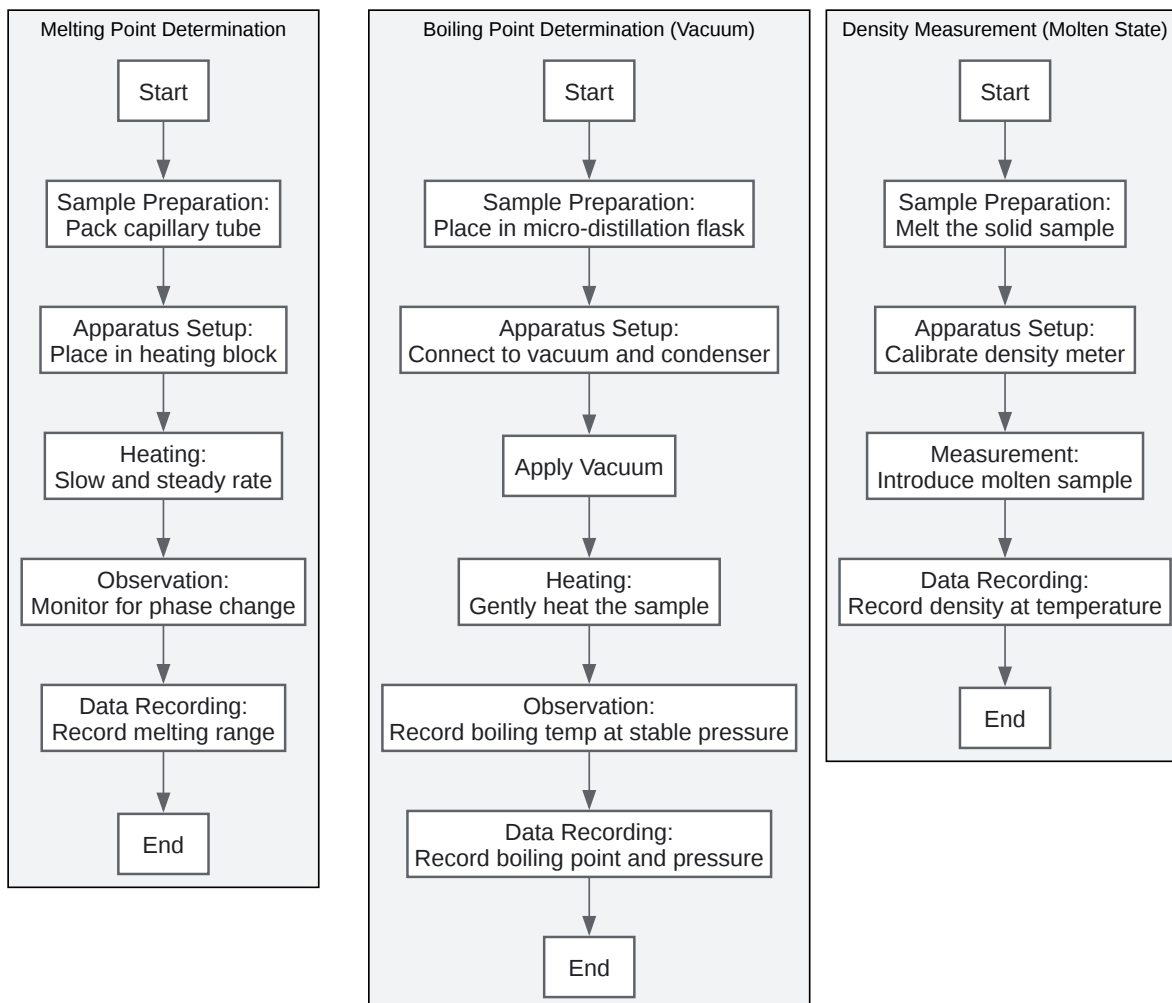 Melting Point Determination
Start
Sample Preparation:
Pack capillary tube
Apparatus Setup:
Place in heating block
Heating:
Slow and steady rate
Observation:
Monitor for phase change
Data Recording:
Record melting range
End
Boiling Point Determination (Vacuum)
Start
Sample Preparation:
Place in micro-distillation flask
Apparatus Setup:
Connect to vacuum and condenser
Apply Vacuum
Heating:
Gently heat the sample
Observation:
Record boiling temp at stable pressure
Data Recording:
Record boiling point and pressure
End
Density Measurement (Molten State)
Start
Sample Preparation:
Melt the solid sample
Apparatus Setup:
Calibrate density meter
Measurement:
Introduce molten sample
Data Recording:
Record density at temperature
End